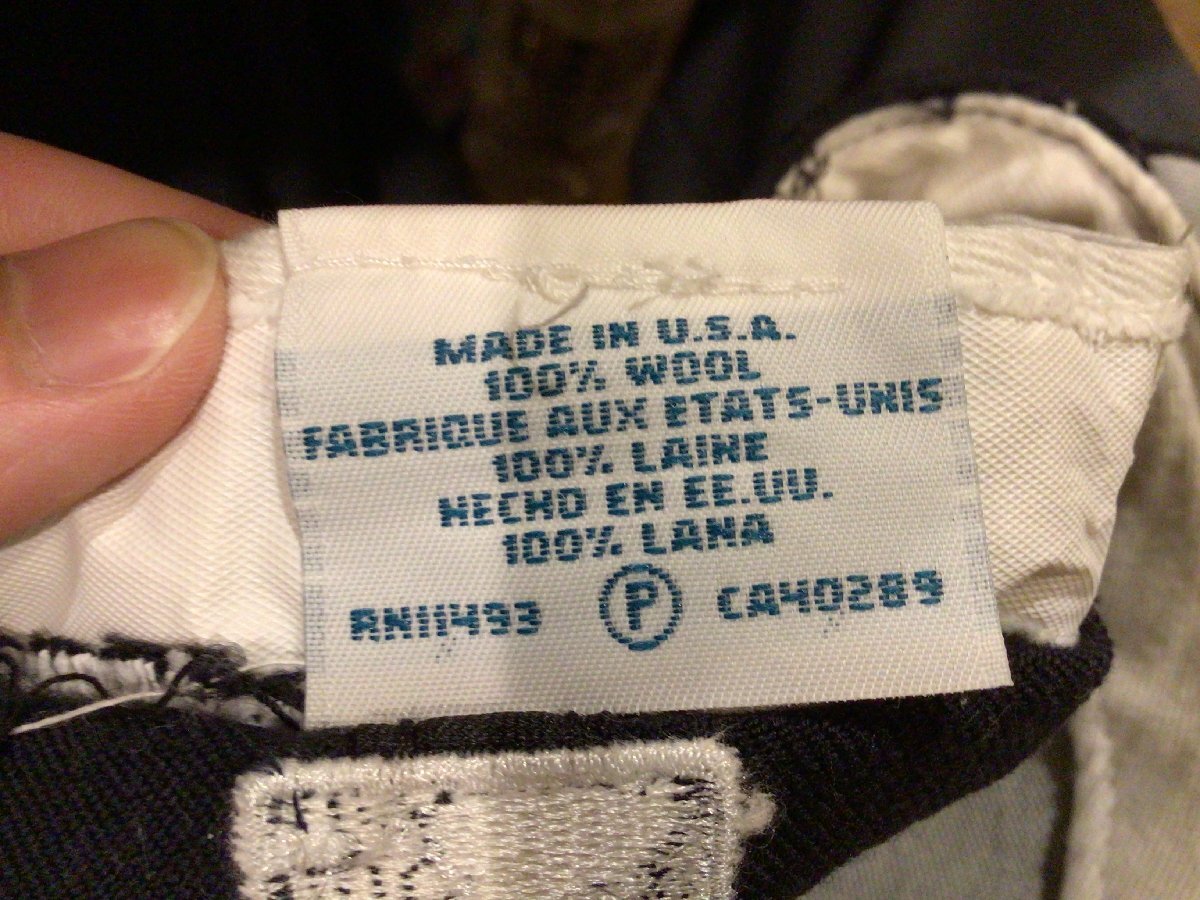 MADE IN U.S.A.
100% WOOL
FABRIQUE AUX ETATS-UNIS
100% LAINE
HECHO EN EE.UU.
100% LANA
RN11493 P CA40289